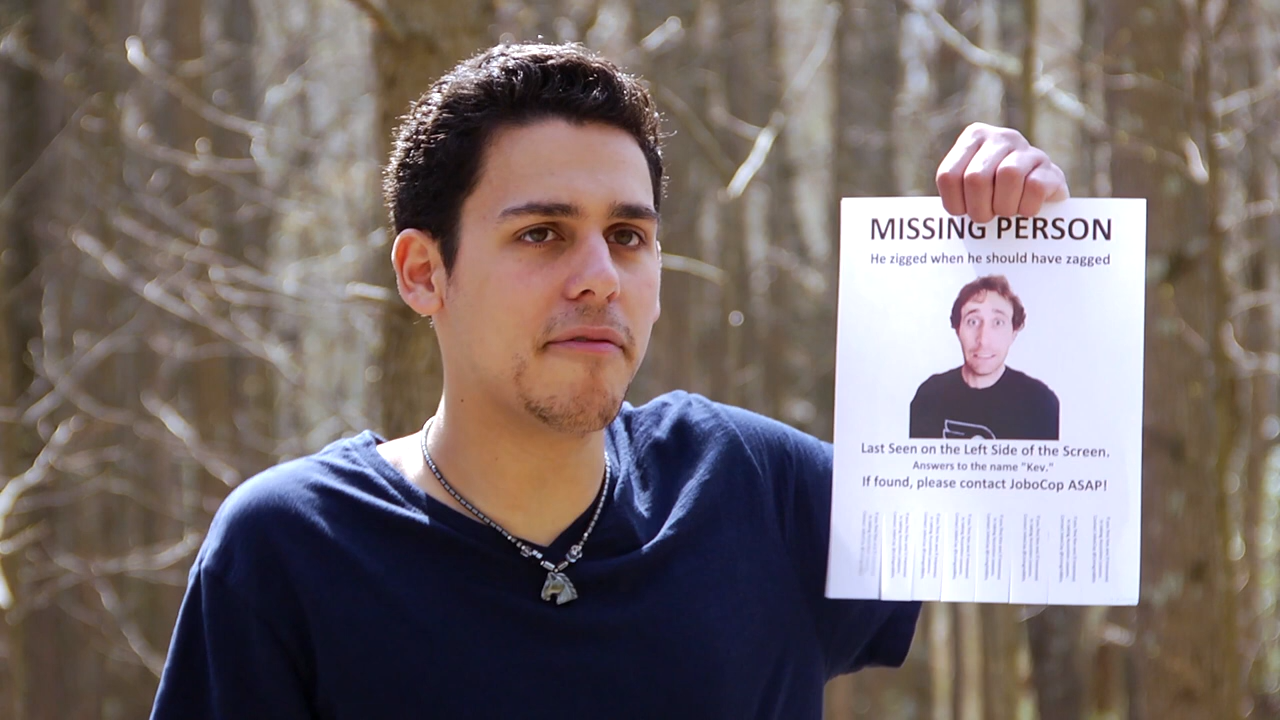 MISSING PERSON
He zigged when he should have zagged
Last Seen on the Left Side of the Screen.
Answers to the name "Kev."
If found, please contact JoboCop ASAP!